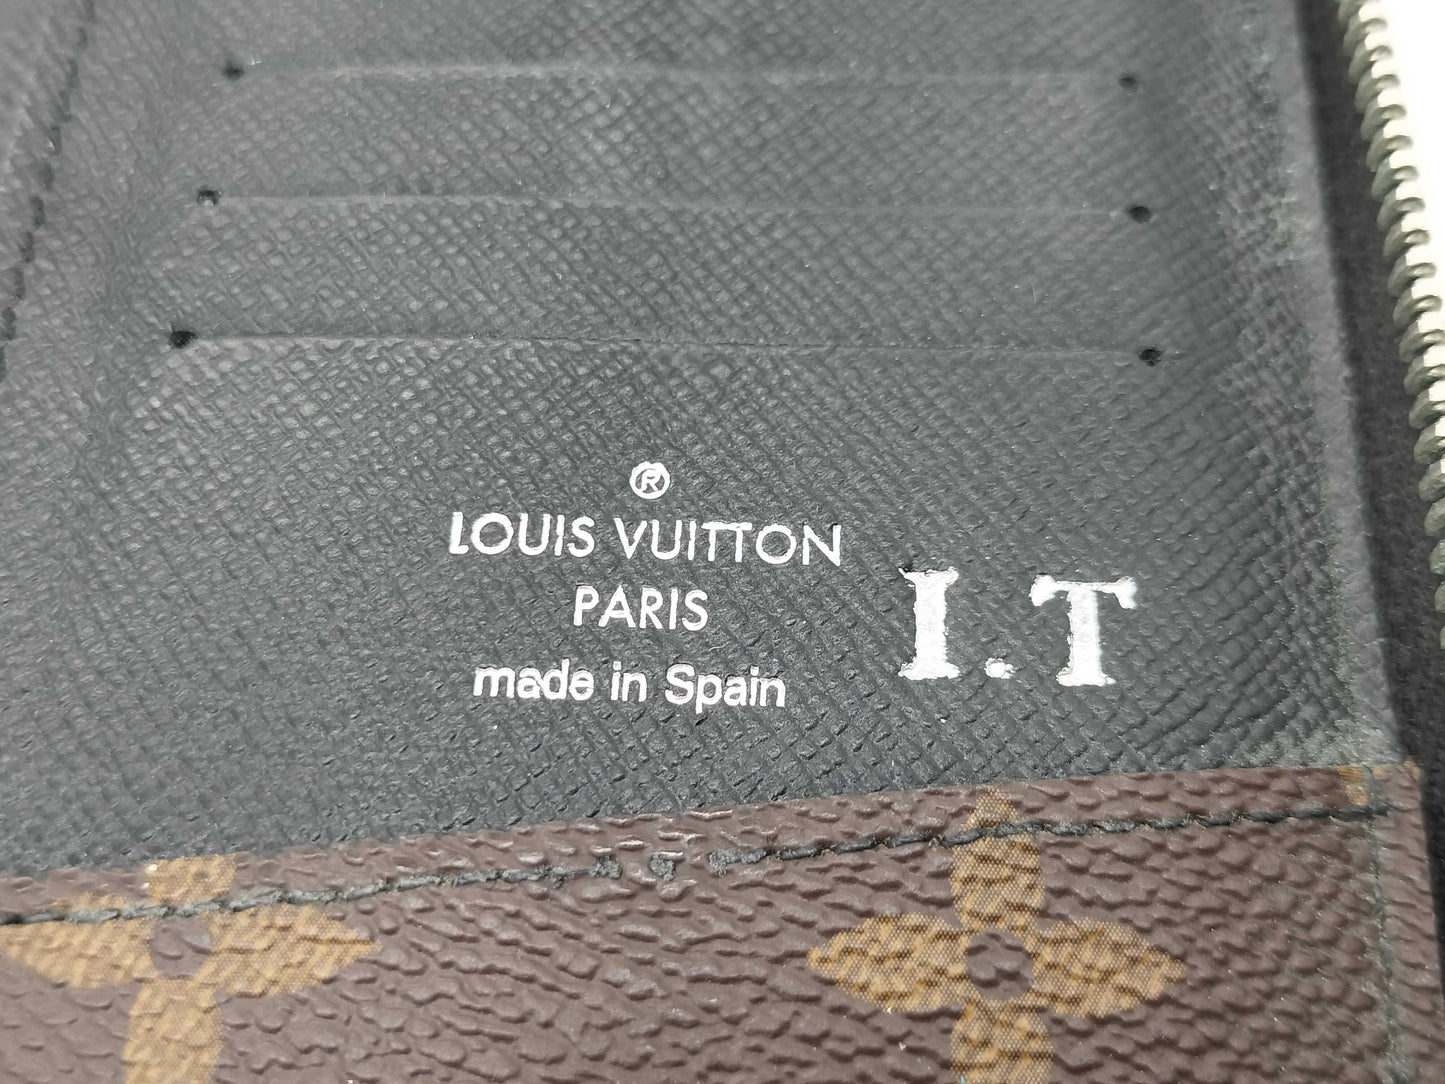 ®
LOUIS VUITTON
PARIS
made in Spain
I.T